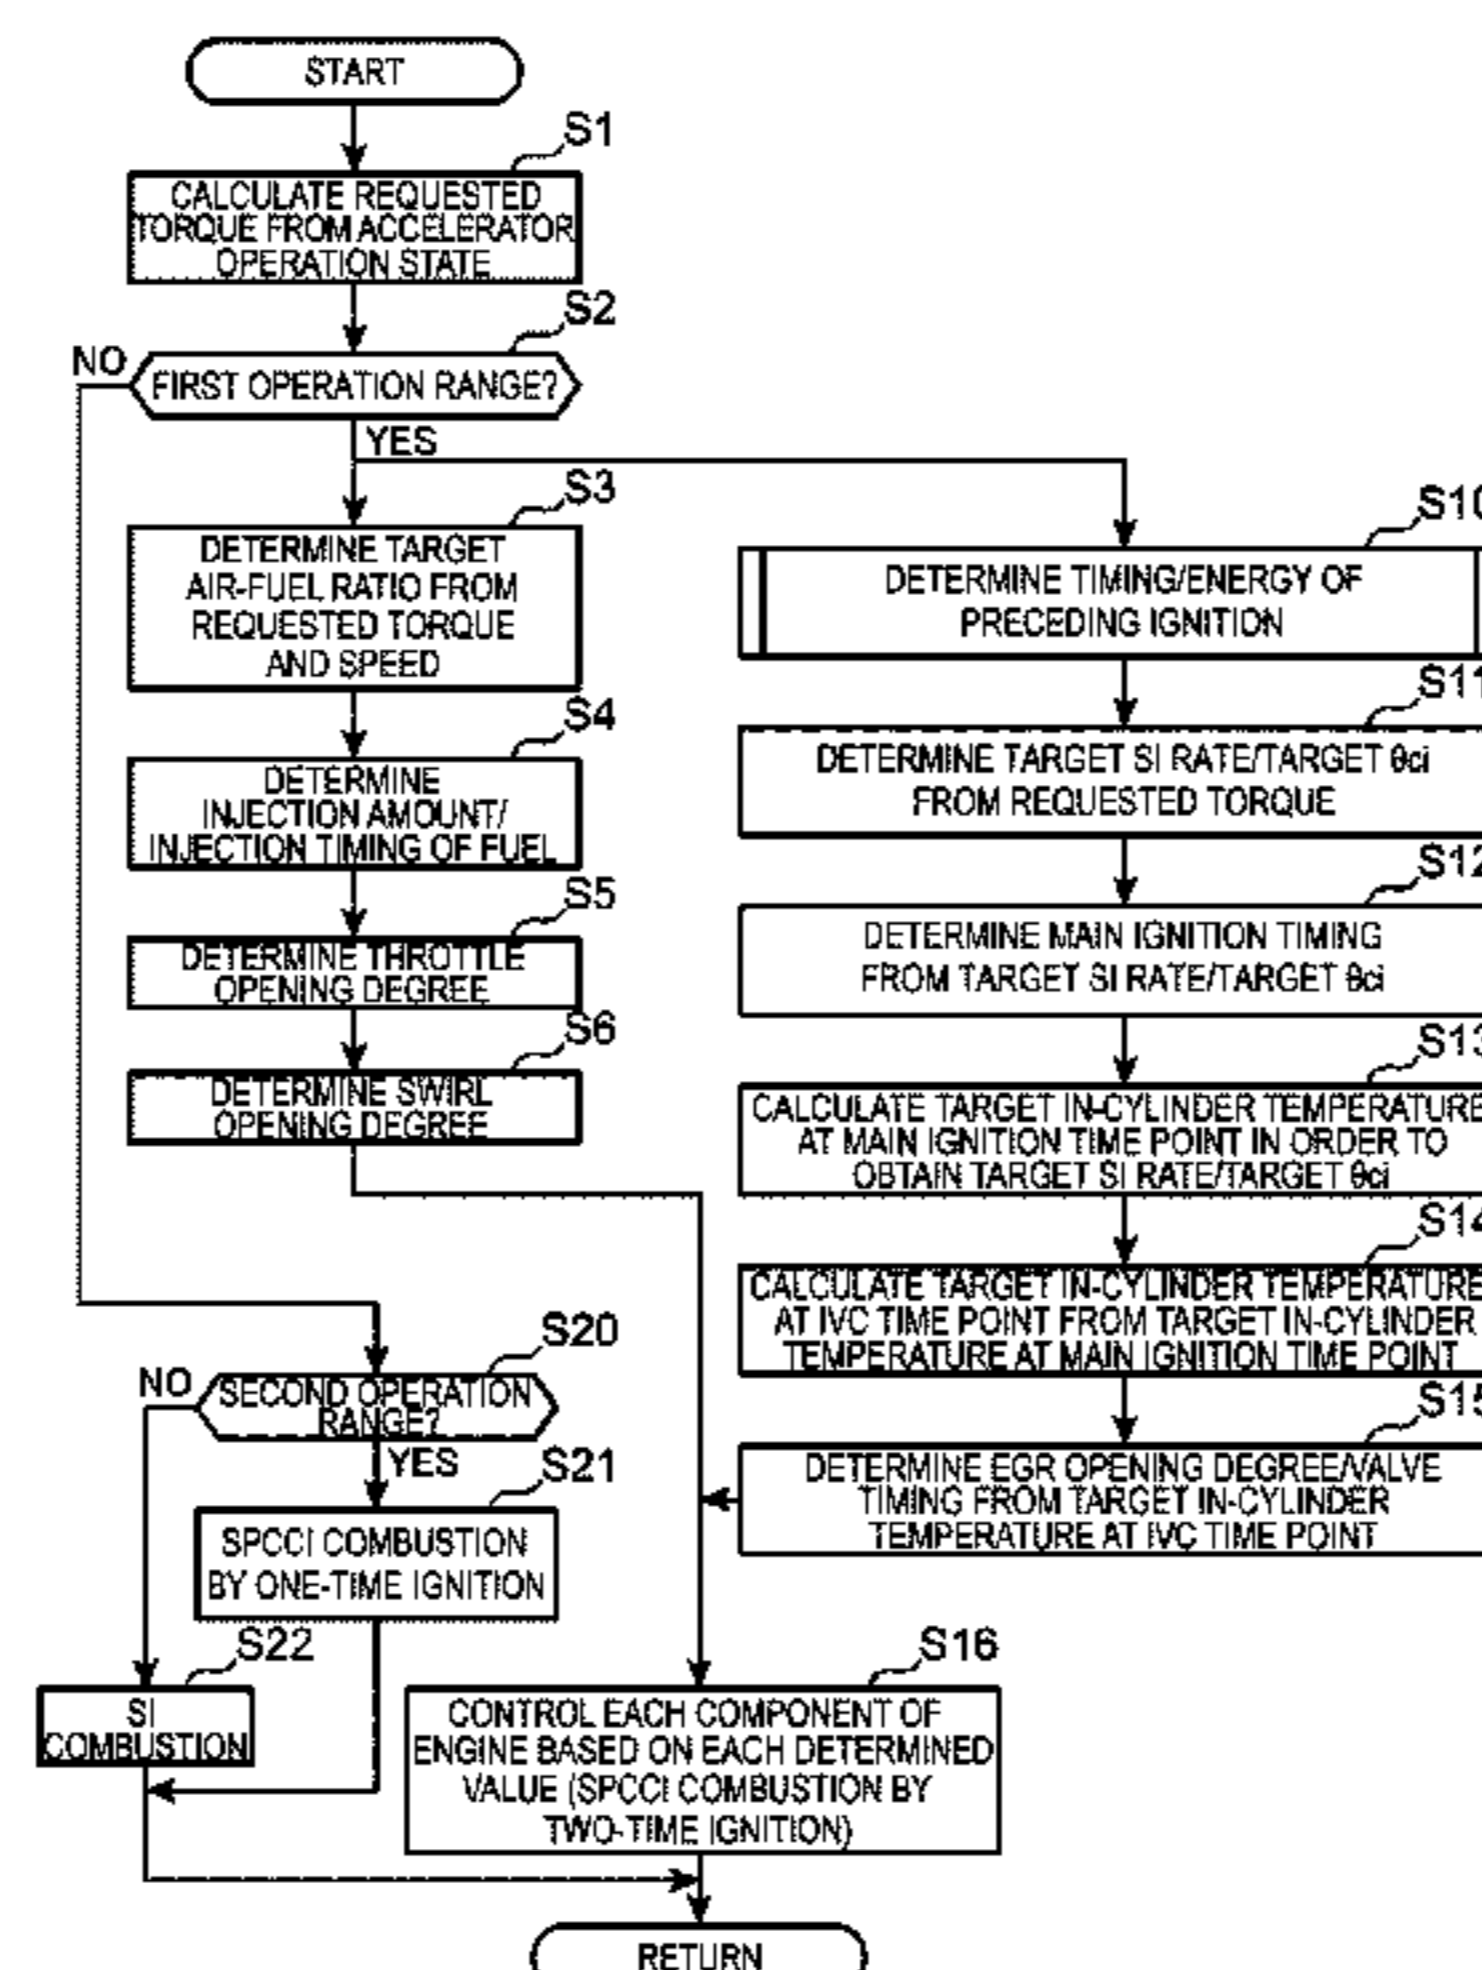 START
S1
CALCULATE REQUESTED
TORQUE FROM ACCELERATOR
OPERATION STATE
S2
NO
FIRST OPERATION RANGE?
YES
S3
DETERMINE TARGET
AIR-FUEL RATIO FROM
REQUESTED TORQUE
AND SPEED
S4
DETERMINE
INJECTION AMOUNT/
INJECTION TIMING OF FUEL
S5
DETERMINE THROTTLE
OPENING DEGREE
S6
DETERMINE SWIRL
OPENING DEGREE
S10
DETERMINE TIMING/ENERGY OF
PRECEDING IGNITION
S11
DETERMINE TARGET SI RATE/TARGET θci
FROM REQUESTED TORQUE
S12
DETERMINE MAIN IGNITION TIMING
FROM TARGET SI RATE/TARGET θci
S13
CALCULATE TARGET IN-CYLINDER TEMPERATURE
AT MAIN IGNITION TIME POINT IN ORDER TO
OBTAIN TARGET SI RATE/TARGET θci
S14
CALCULATE TARGET IN-CYLINDER TEMPERATURE
AT IVC TIME POINT FROM TARGET IN-CYLINDER
TEMPERATURE AT MAIN IGNITION TIME POINT
S15
DETERMINE EGR OPENING DEGREE/VALVE
TIMING FROM TARGET IN-CYLINDER
TEMPERATURE AT IVC TIME POINT
S20
NO
SECOND OPERATION
RANGE?
YES
S21
SPCCI COMBUSTION
BY ONE-TIME IGNITION
S22
SI
COMBUSTION
S16
CONTROL EACH COMPONENT OF
ENGINE BASED ON EACH DETERMINED
VALUE (SPCCI COMBUSTION BY
TWO-TIME IGNITION)
RETURN